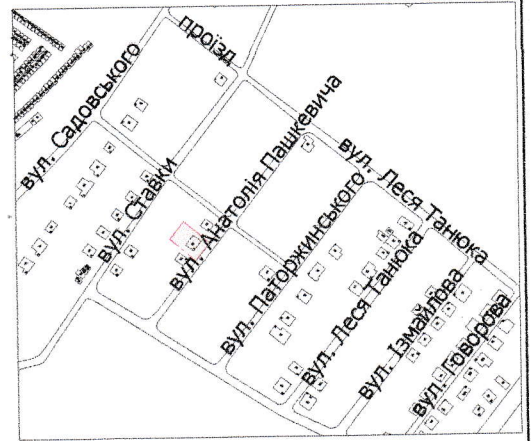 проїзд
вул. Садовського
вул. Ставки
вул. Анатолія Пашкевича
вул. Леся Танюка
вул. Паторжинського
вул. Леся Танюка
вул. Ізмайлова
вул. Говорова